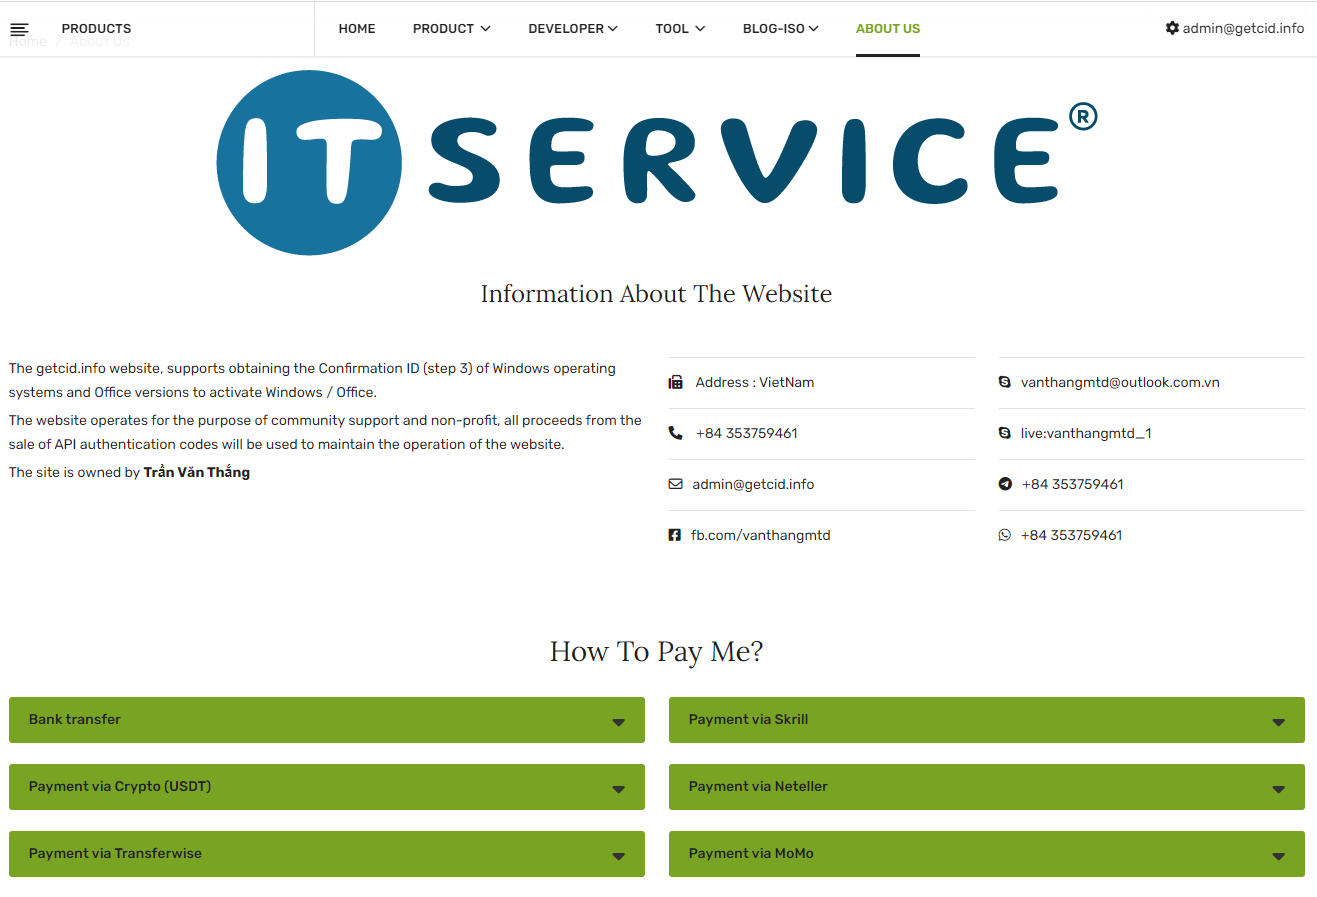 PRODUCTS
HOME
PRODUCT
DEVELOPER
TOOL
BLOG-ISO
ABOUT US
admin@getcid.info
Home / About Us
IT SERVICE®
Information About The Website
The getcid.info website, supports obtaining the Confirmation ID (step 3) of Windows operating
systems and Office versions to activate Windows / Office.
The website operates for the purpose of community support and non-profit, all proceeds from the
sale of API authentication codes will be used to maintain the operation of the website.
The site is owned by Trần Văn Thắng
Address : VietNam
+84 353759461
admin@getcid.info
fb.com/vanthangmtd
vanthangmtd@outlook.com.vn
live:vanthangmtd_1
+84 353759461
+84 353759461
How To Pay Me?
Bank transfer
Payment via Skrill
Payment via Crypto (USDT)
Payment via Neteller
Payment via Transferwise
Payment via MoMo